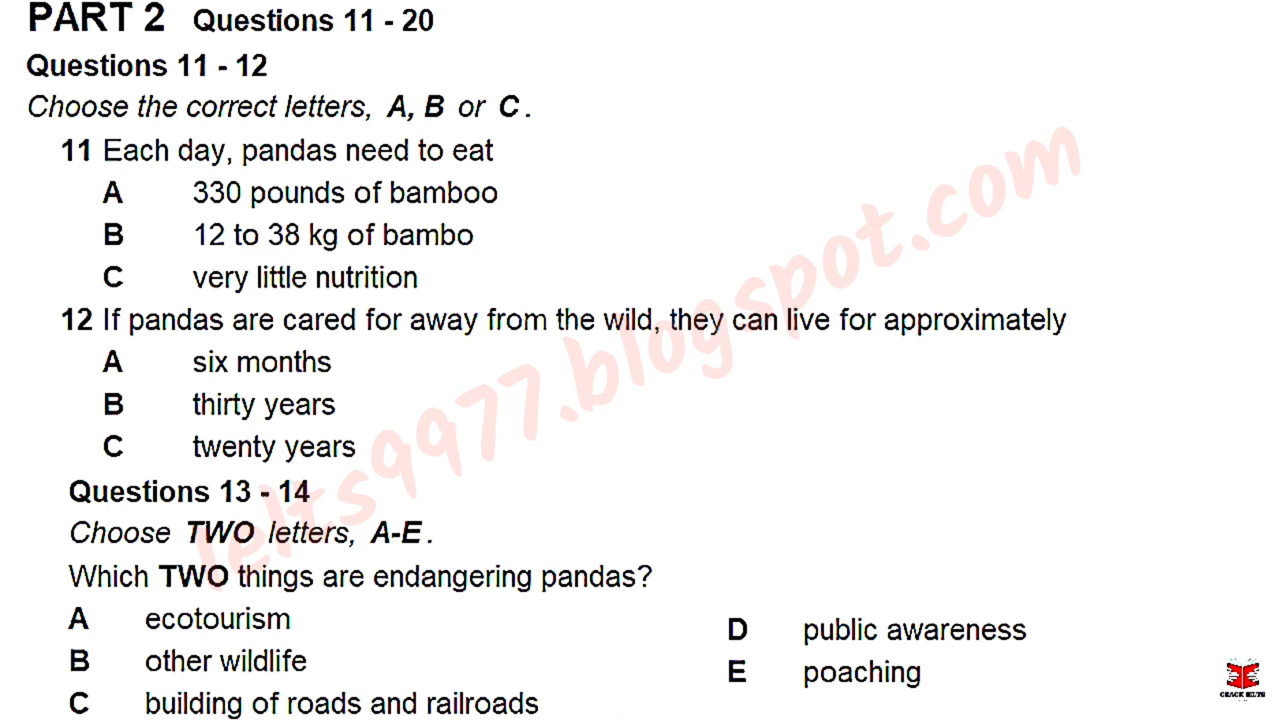 PART 2 Questions 11 - 20
Questions 11 - 12
Choose the correct letters, A, B or C.
11 Each day, pandas need to eat
A 330 pounds of bamboo
B 12 to 38 kg of bambo
C very little nutrition
12 If pandas are cared for away from the wild, they can live for approximately
A six months
B thirty years
C twenty years
Questions 13 - 14
Choose TWO letters, A-E.
Which TWO things are endangering pandas?
A ecotourism
B other wildlife
C building of roads and railroads
D public awareness
E poaching
Ielts9977.blogspot.com
CRACK IELTS